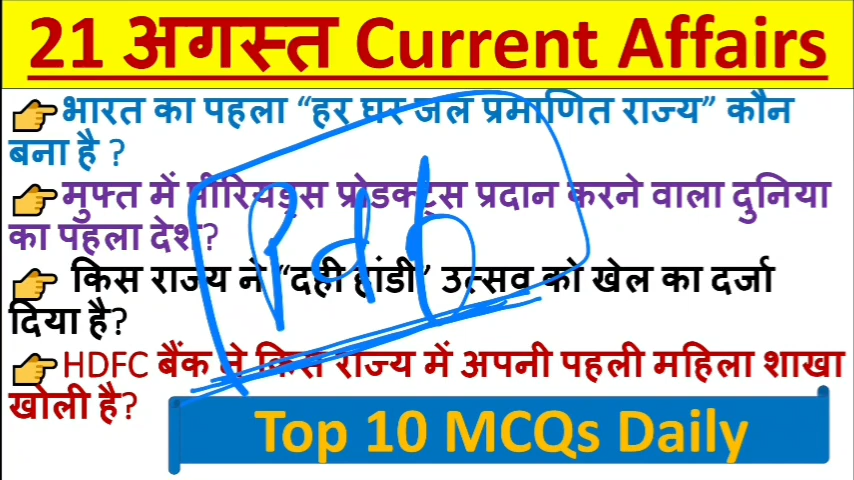 21 अगस्त Current Affairs
👉भारत का पहला “हर घर जल प्रमाणित राज्य” कौन
बना है ?
👉मुफ्त में पीरियड्स प्रोडक्ट्स प्रदान करने वाला दुनिया
का पहला देश?
👉 किस राज्य ने “दही हांडी” उत्सव को खेल का दर्जा
दिया है?
👉HDFC बैंक ने किस राज्य में अपनी पहली महिला शाखा
खोली है?
Top 10 MCQs Daily